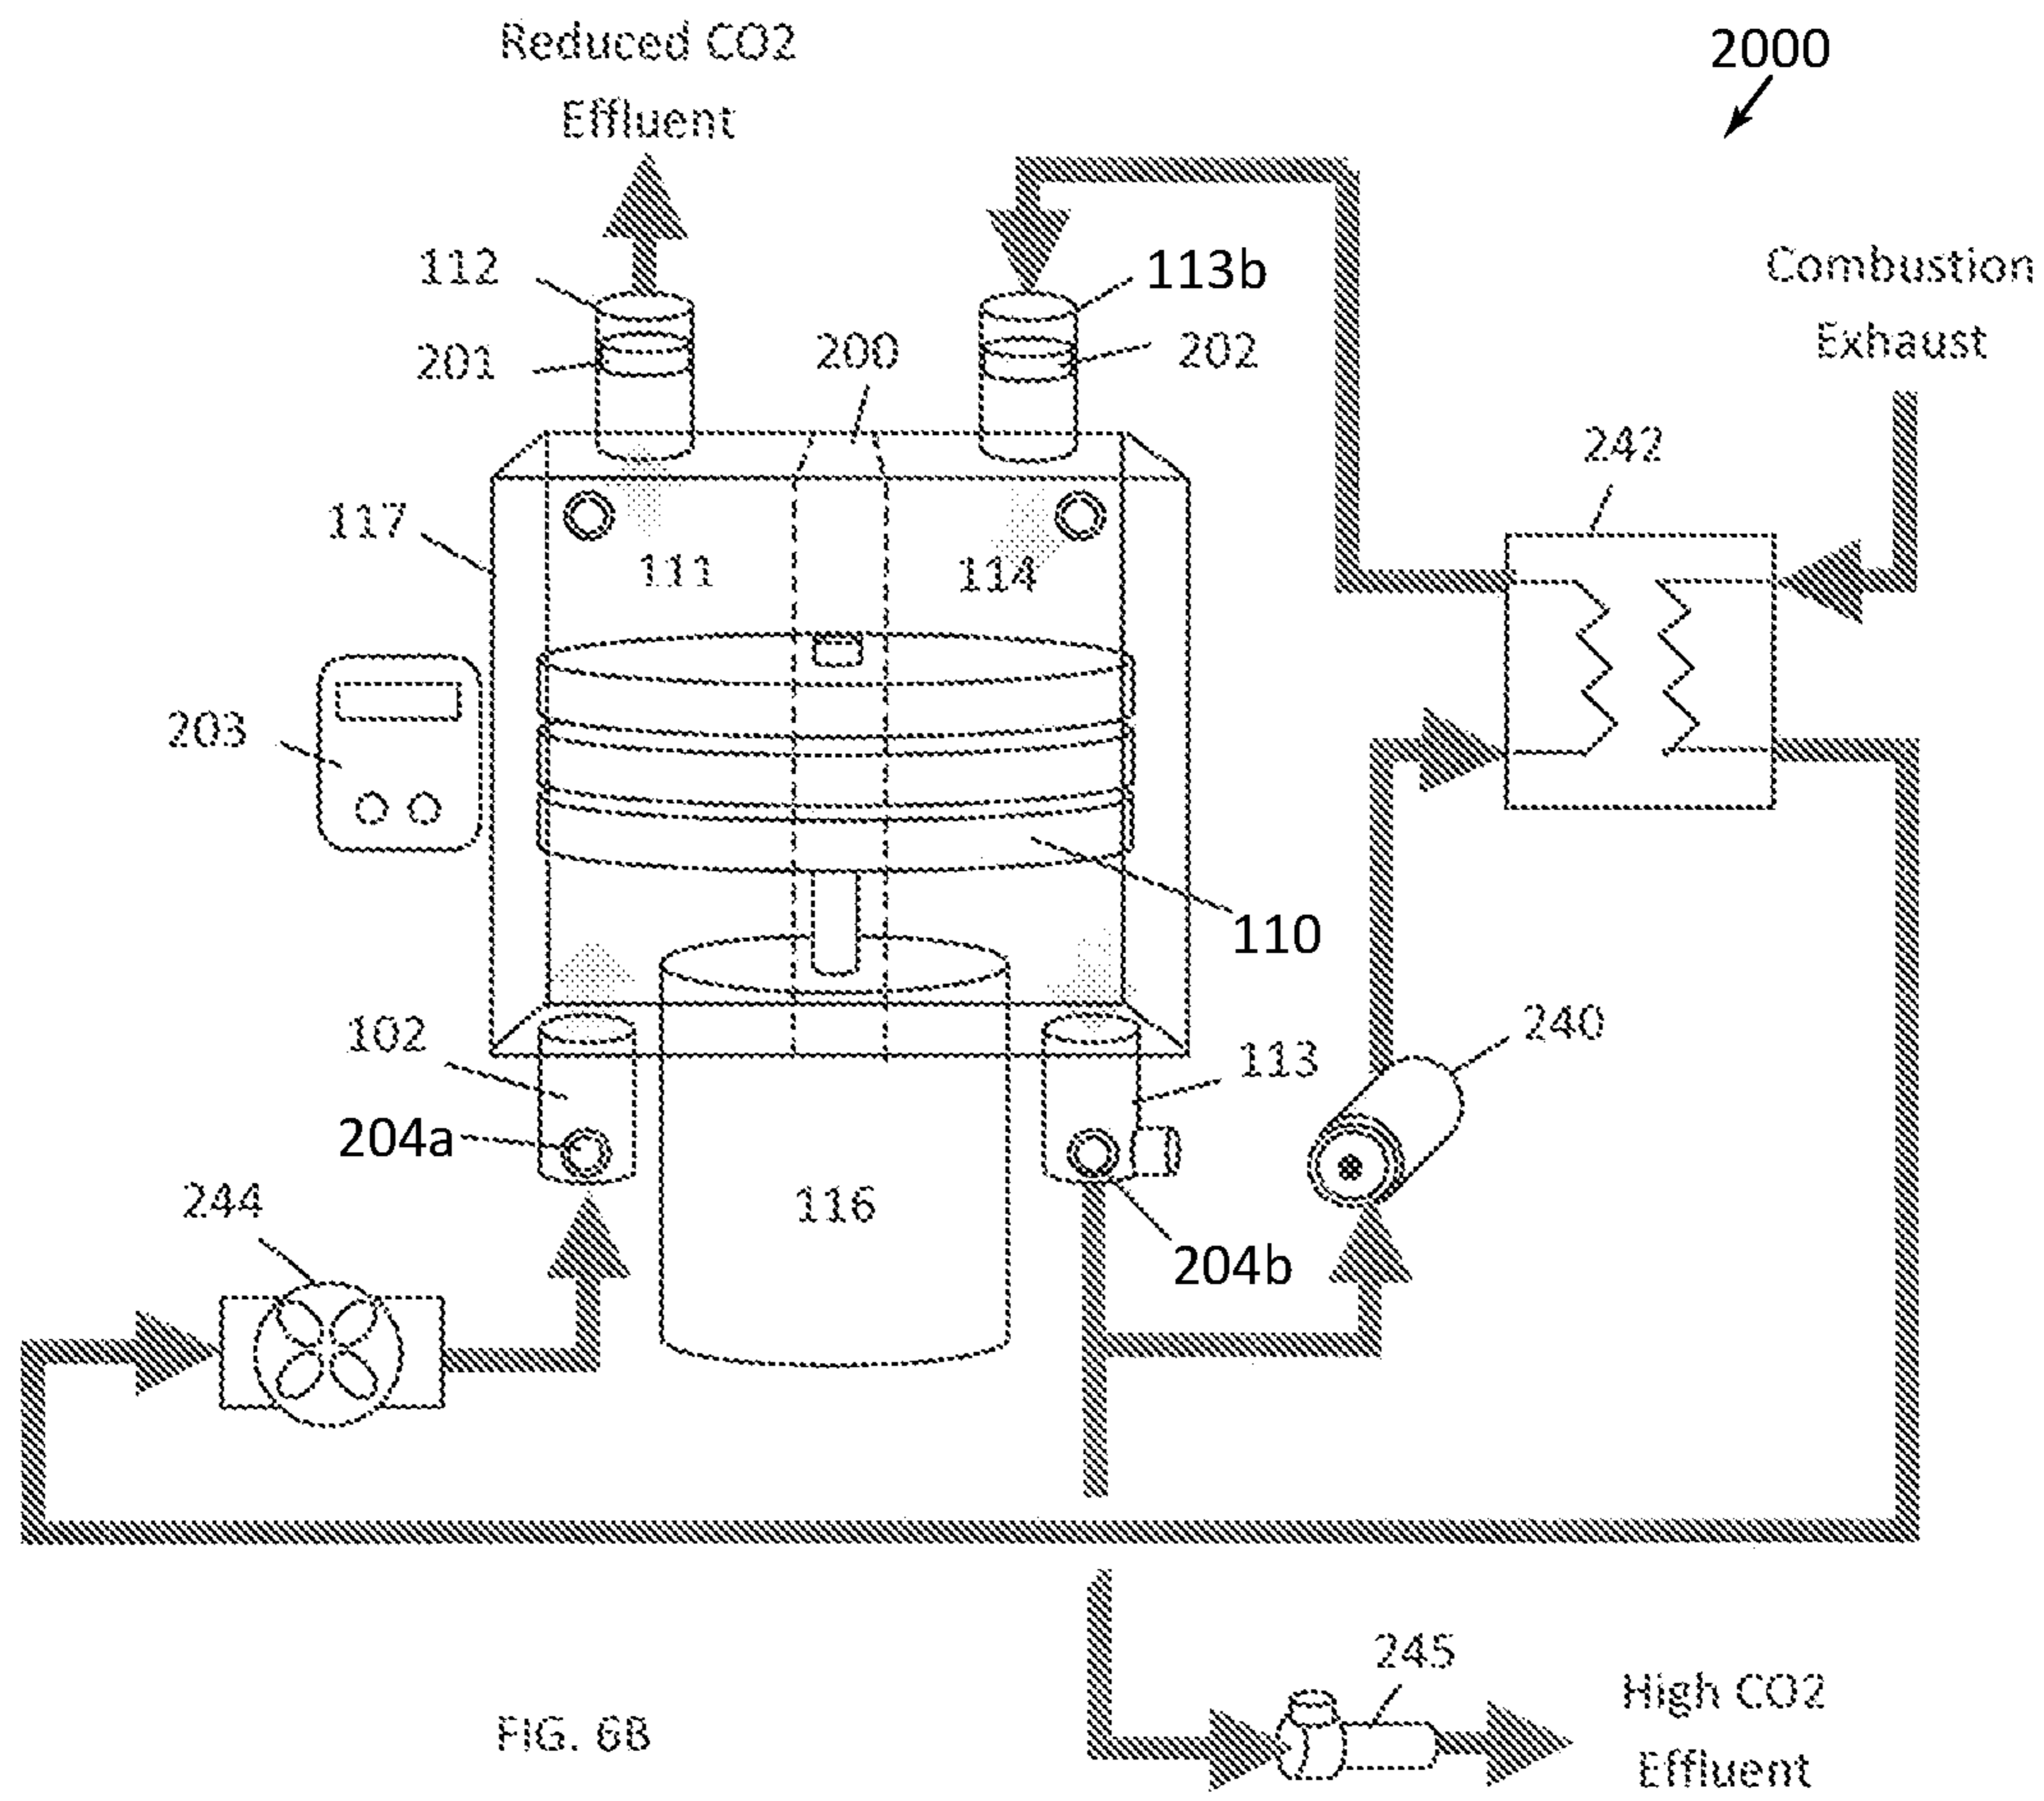 Reduced CO2
Effluent
2000
112
113b
Combustion
Exhaust
201
200
202
242
117
111
114
203
110
102
113
240
204a
116
244
204b
245
High CO2
Effluent
FIG. 6B